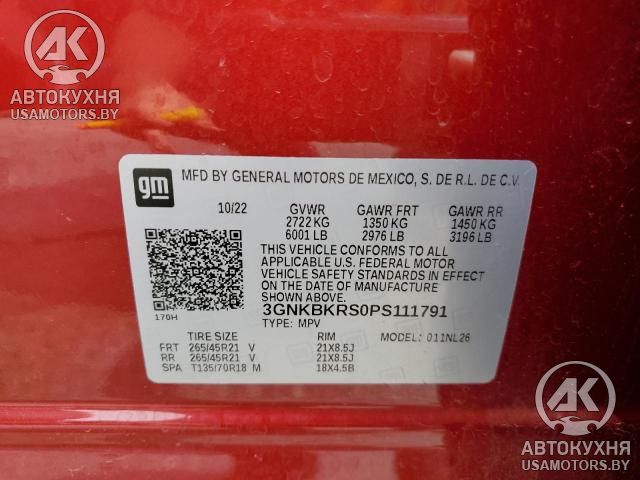 АК
АВТОКУХНЯ
USAMOTORS.BY
gm
MFD BY GENERAL MOTORS DE MEXICO, S. DE R.L. DE C.V.
10/22 GVWR GAWR FRT GAWR RR
2722 KG 1350 KG 1450 KG
6001 LB 2976 LB 3196 LB
THIS VEHICLE CONFORMS TO ALL
APPLICABLE U.S. FEDERAL MOTOR
VEHICLE SAFETY STANDARDS IN EFFECT
ON THE DATE OF MANUFACTURE
SHOWN ABOVE.
3GNKBKRS0PS111791
170H TYPE: MPV MODEL: 011NL26
TIRE SIZE RIM
FRT 265/45R21 V 21X8.5J
RR 265/45R21 V 21X8.5J
SPA T135/70R18 M 18X4.5B
АК
АВТОКУХНЯ
USAMOTORS.BY